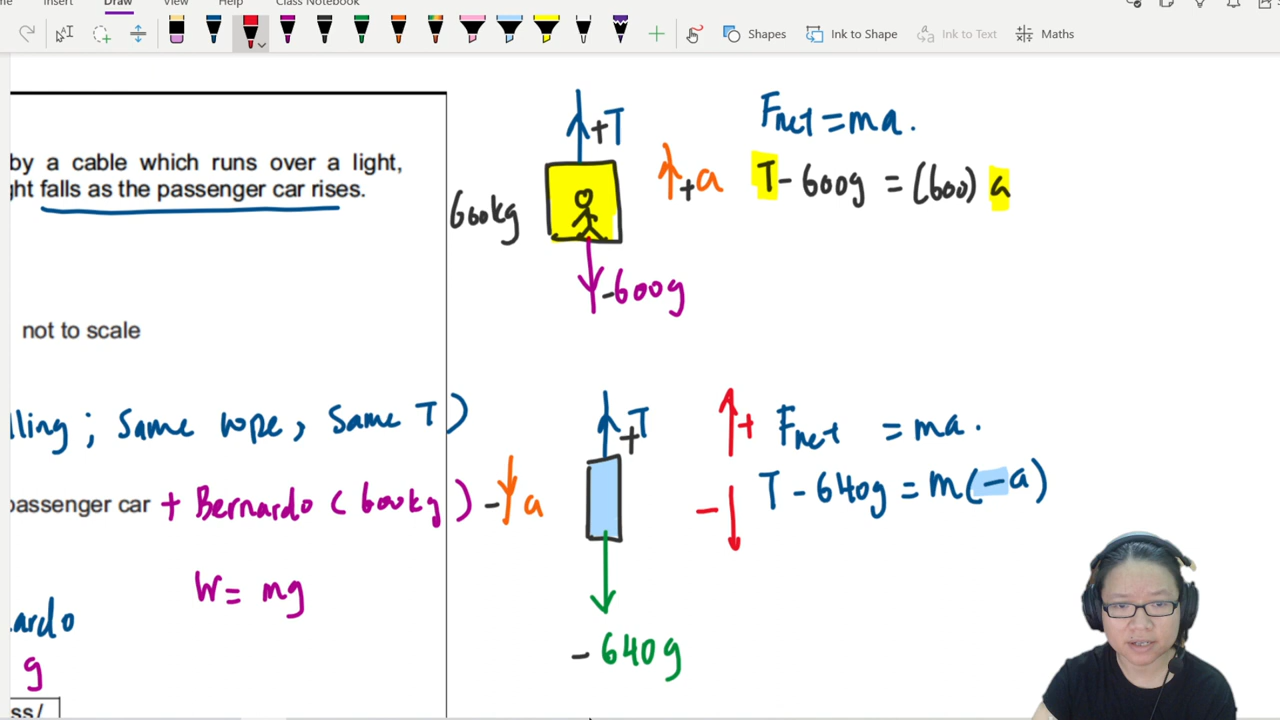 Insert Draw View Help Class Notebook
Shapes Ink to Shape Ink to Text Maths
by a cable which runs over a light,
ght falls as the passenger car rises.
not to scale
lling ; same rope, same T)
passenger car + Bernardo (600kg)
W = mg
ardo
g
ss/
+T
600kg
+a
-600g
Fnet = ma.
T - 600g = (600) a
+T
- a
-640g
+
-
Fnet = ma.
T - 640g = m(-a)